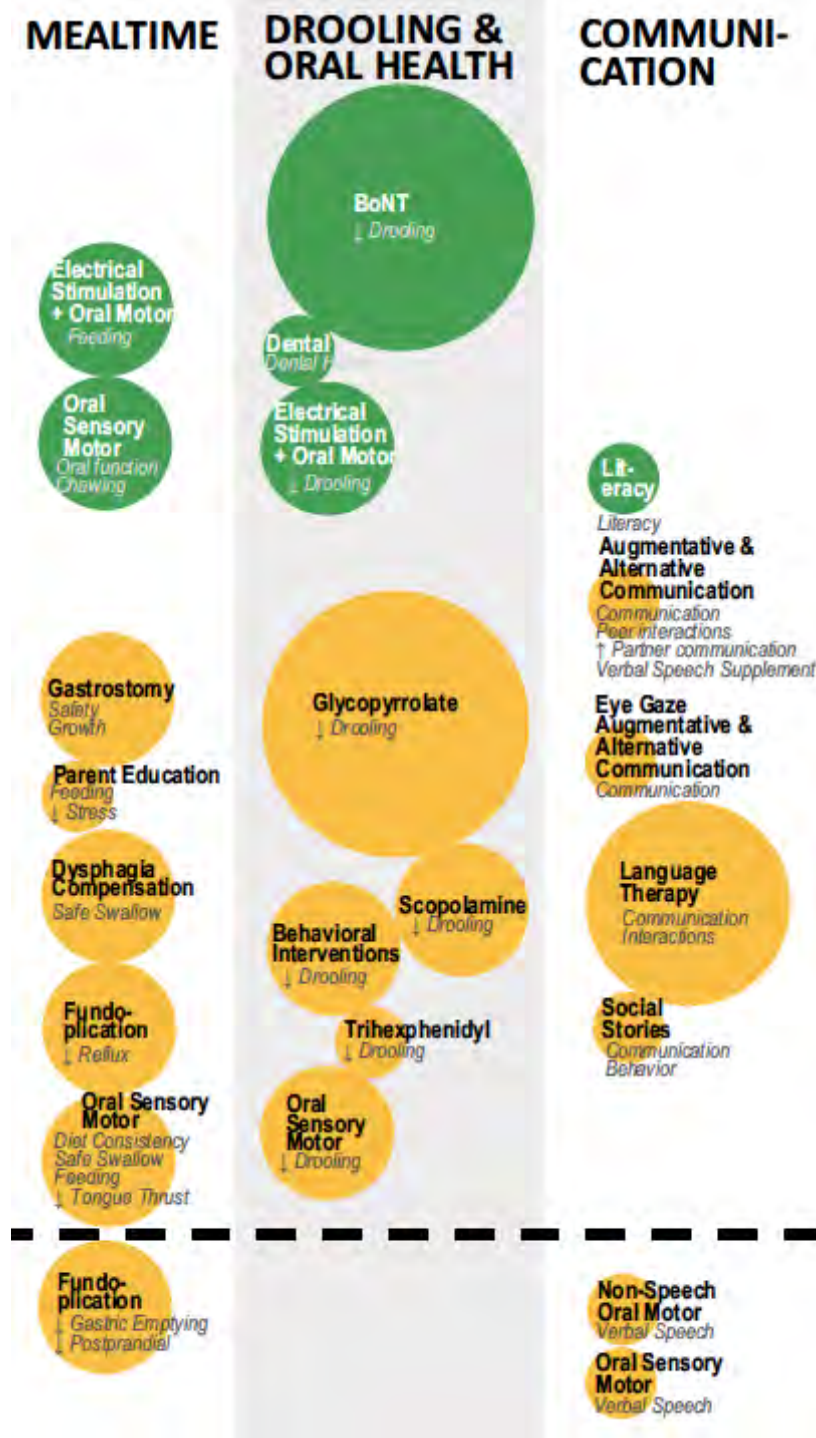 MEALTIME
Electrical
Stimulation
+ Oral Motor
Feeding
Oral
Sensory
Motor
Oral function
Chewing
Gastrostomy
Safety
Growth
Parent Education
Feeding
↓ Stress
Dysphagia
Compensation
Safe Swallow
Fundo-
plication
↓ Reflux
Oral Sensory
Motor
Diet Consistency
Safe Swallow
Feeding
↓ Tongue Thrust
Fundo-
plication
↓ Gastric Emptying
↓ Postprandial
DROOLING &
ORAL HEALTH
BoNT
↓ Drooling
Dental
Dental H
Electrical
Stimulation
+ Oral Motor
↓ Drooling
Glycopyrrolate
↓ Drooling
Scopolamine
↓ Drooling
Behavioral
Interventions
↓ Drooling
Trihexphenidyl
↓ Drooling
Oral
Sensory
Motor
↓ Drooling
COMMUNI-
CATION
Lit-
eracy
Literacy
Augmentative &
Alternative
Communication
Communication
Peer interactions
↑ Partner communication
Verbal Speech Supplement
Eye Gaze
Augmentative &
Alternative
Communication
Communication
Language
Therapy
Communication
Interactions
Social
Stories
Communication
Behavior
Non-Speech
Oral Motor
Verbal Speech
Oral Sensory
Motor
Verbal Speech